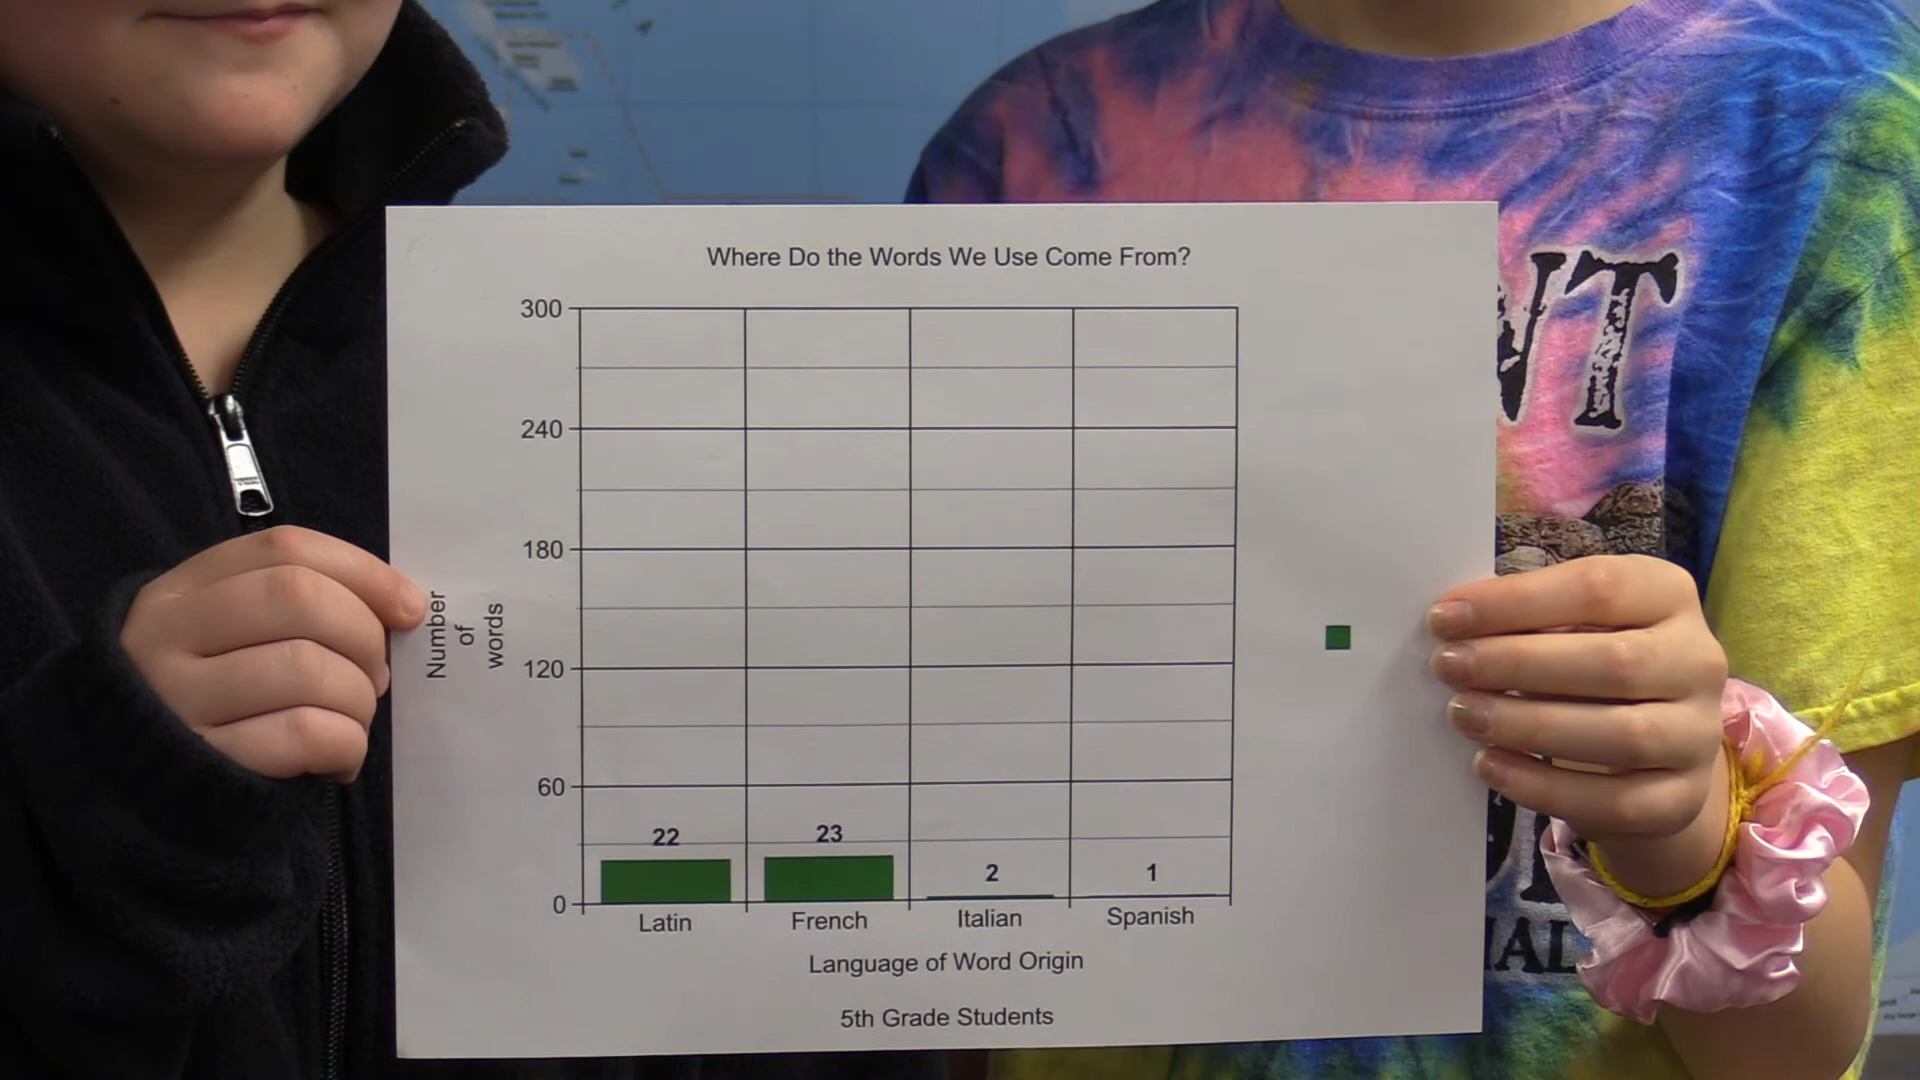 Where Do the Words We Use Come From?
300
240
180
120
60
0
Number
of
words
22
23
2
1
Latin
French
Italian
Spanish
Language of Word Origin
5th Grade Students
NT